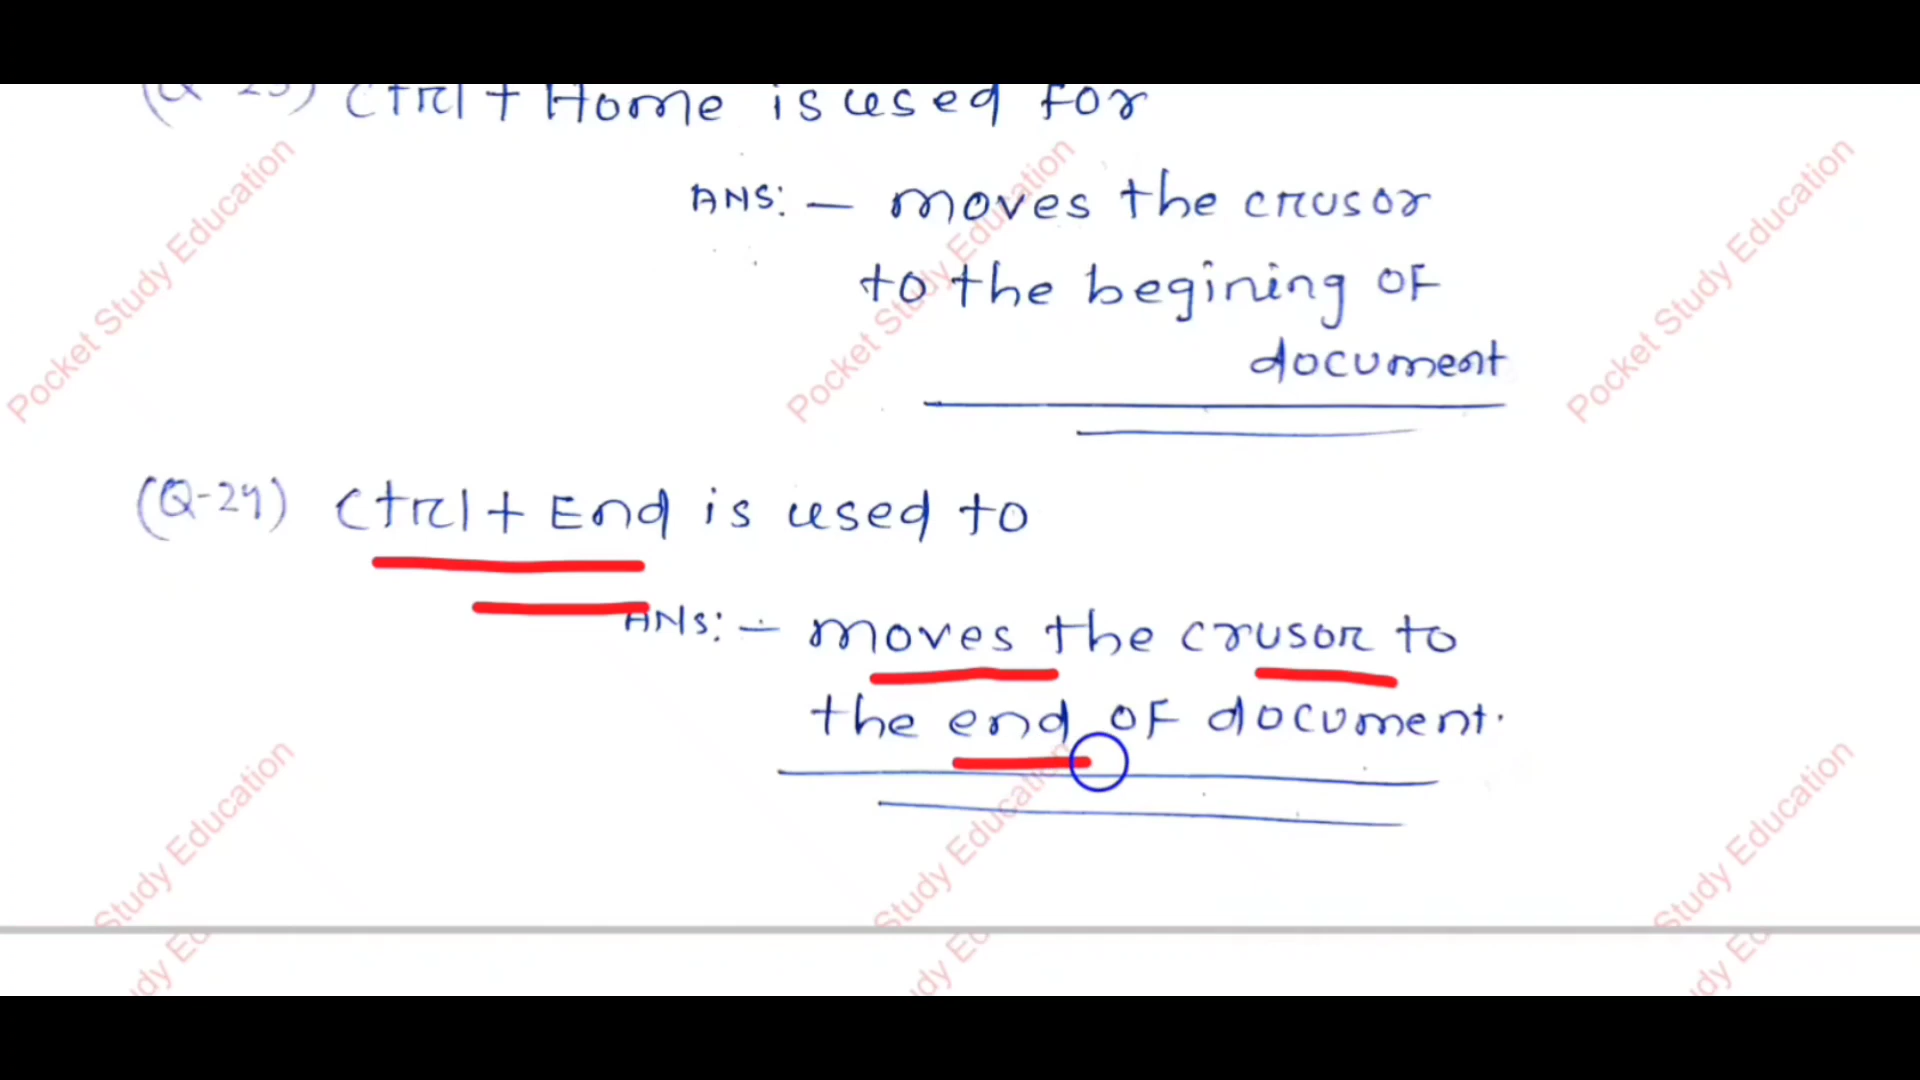 (Q-23) Ctrl + Home is used for
ANS: - moves the crusor
to the begining OF
document
(Q-24) Ctrl + End is used to
ANS: - moves the crusor to
the end OF document.
Pocket Study Education
Pocket Study Education
Pocket Study Education
Study Education
Study Education
Study Education